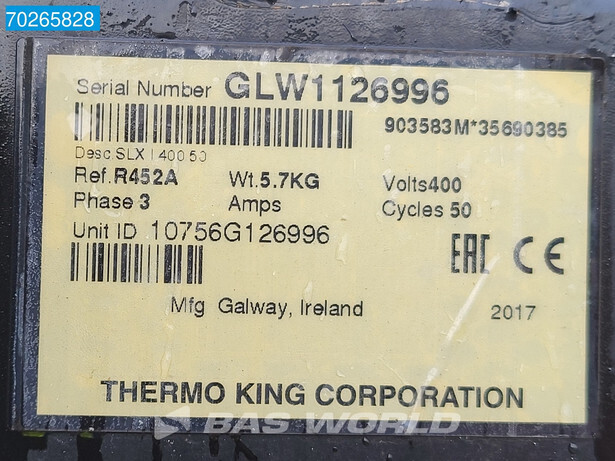 70265828
Serial Number GLW1126996
903583M*35690385
Desc SLX I 400 50
Ref.R452A Wt.5.7KG Volts400
Phase 3 Amps Cycles 50
Unit ID 10756G126996
EAC CE
Mfg Galway, Ireland 2017
THERMO KING CORPORATION
BAS WORLD